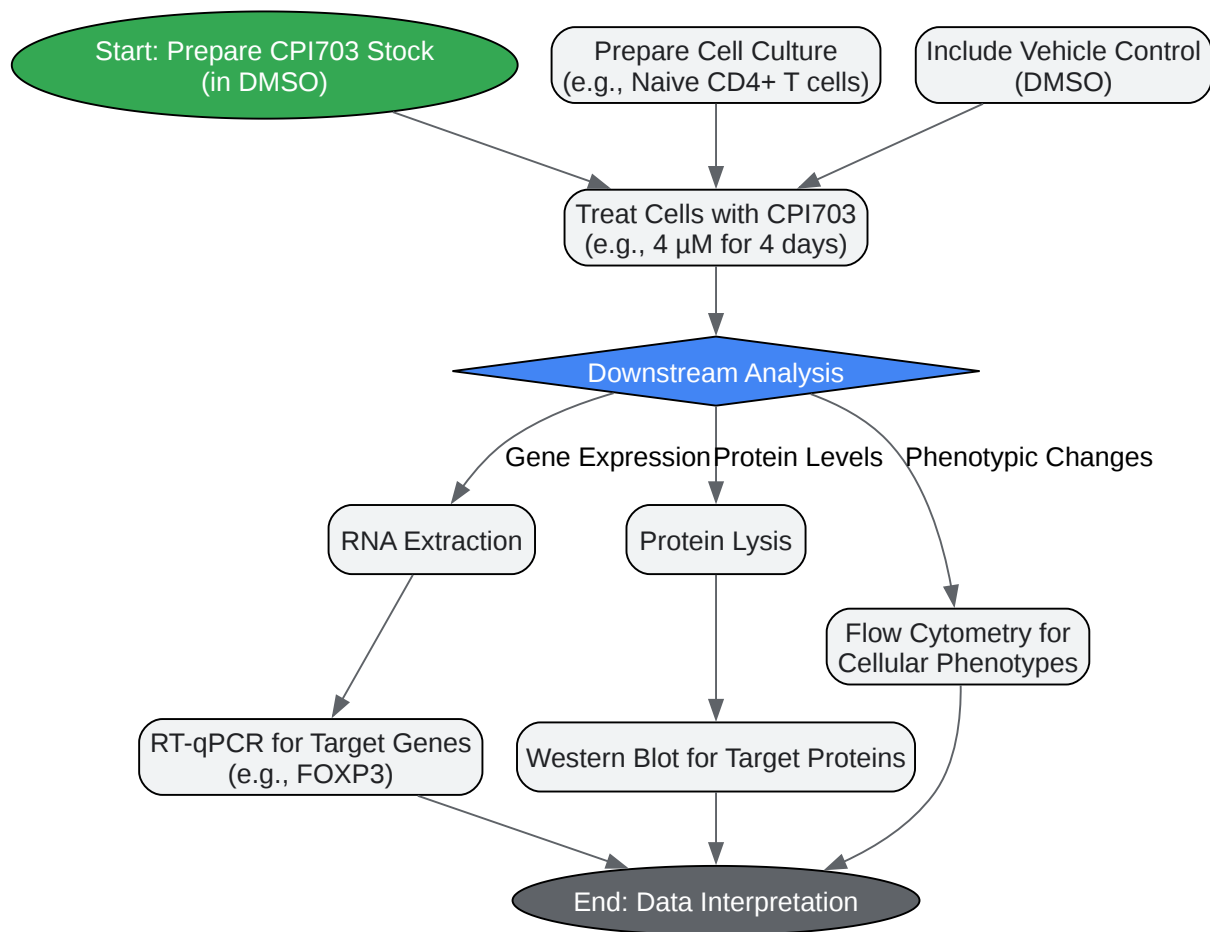 Start: Prepare CPI703 Stock
(in DMSO)
Prepare Cell Culture
(e.g., Naive CD4+ T cells)
Include Vehicle Control
(DMSO)
Treat Cells with CPI703
(e.g., 4 µM for 4 days)
Downstream Analysis
Gene Expression
Protein Levels
Phenotypic Changes
RNA Extraction
Protein Lysis
Flow Cytometry for
Cellular Phenotypes
RT-qPCR for Target Genes
(e.g., FOXP3)
Western Blot for Target Proteins
End: Data Interpretation